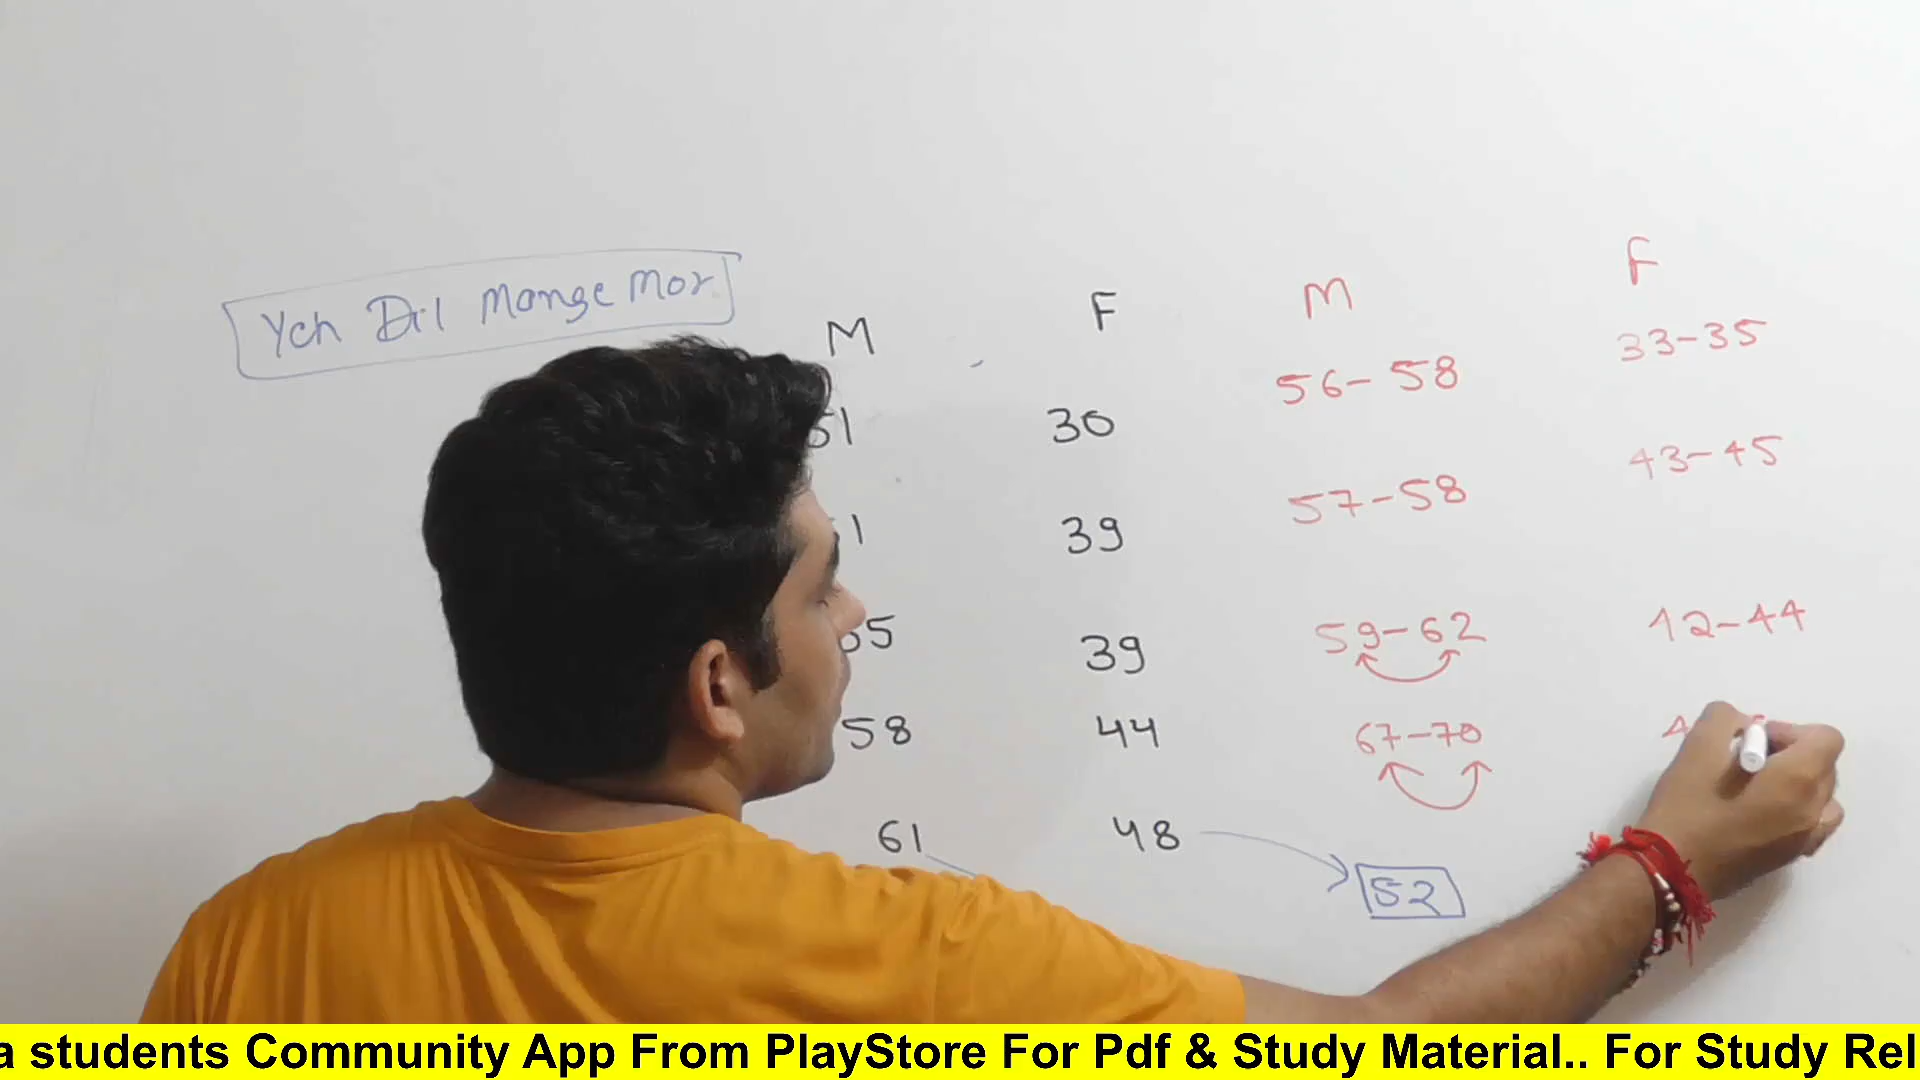 Yeh Dil Mange Mor
M F M F
51 30 56-58 33-35
39 57-58 43-45
39 59-62 42-44
58 44 67-70
61 48 52
a students Community App From PlayStore For Pdf & Study Material.. For Study Rel